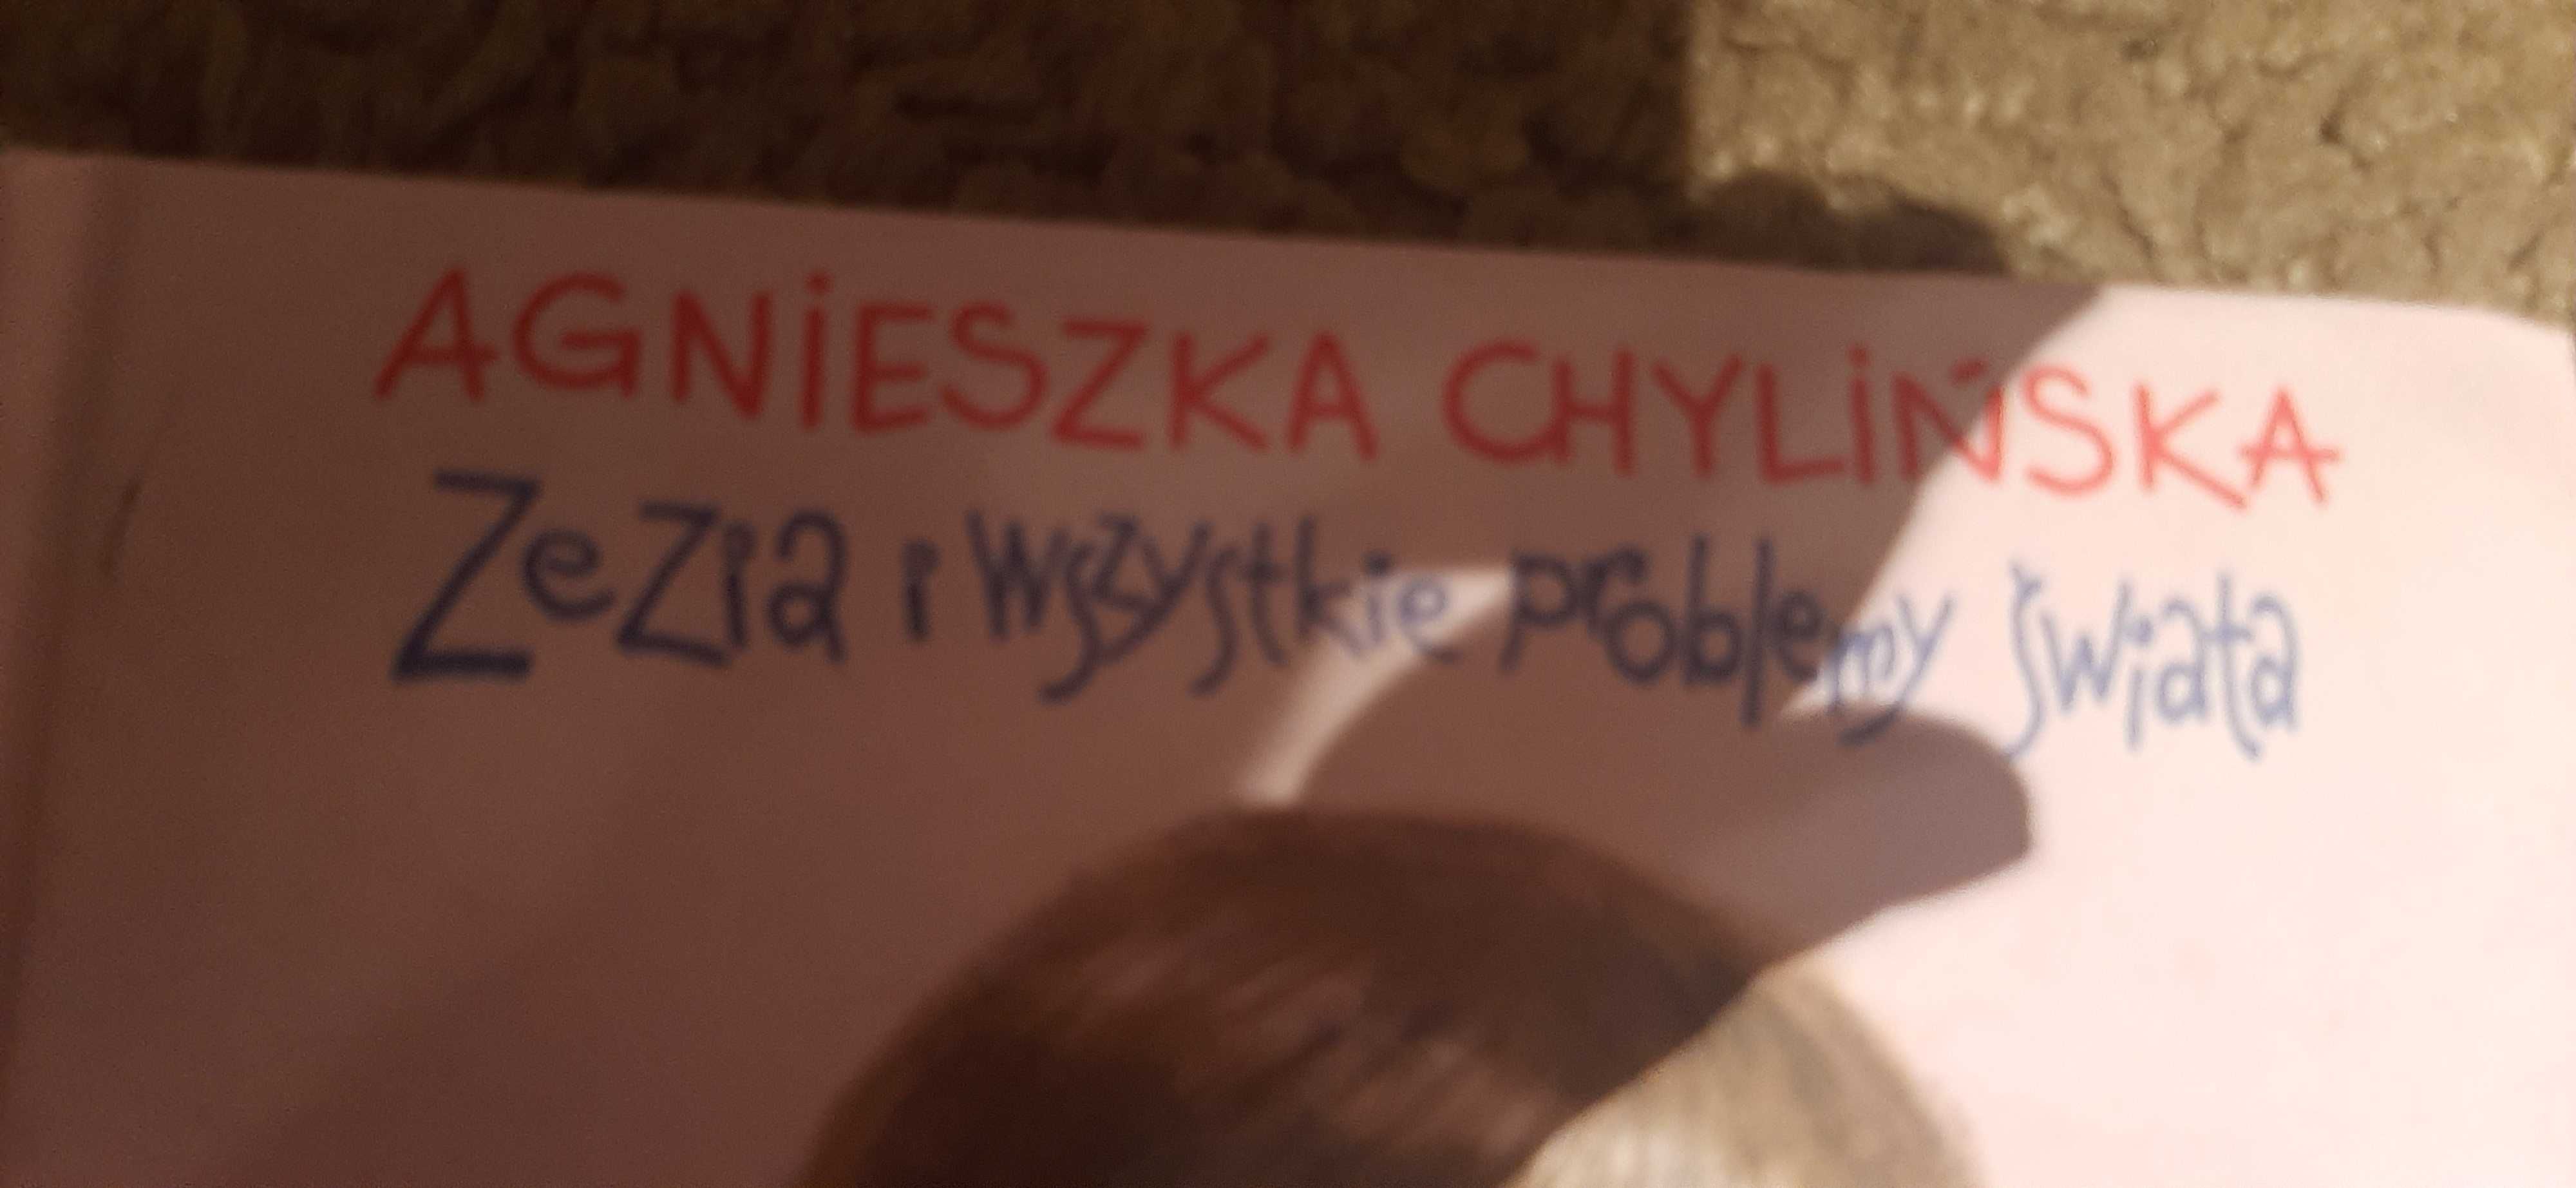 AGNIESZKA CHYLIŃSKA
Zezia i wszystkie problemy świata